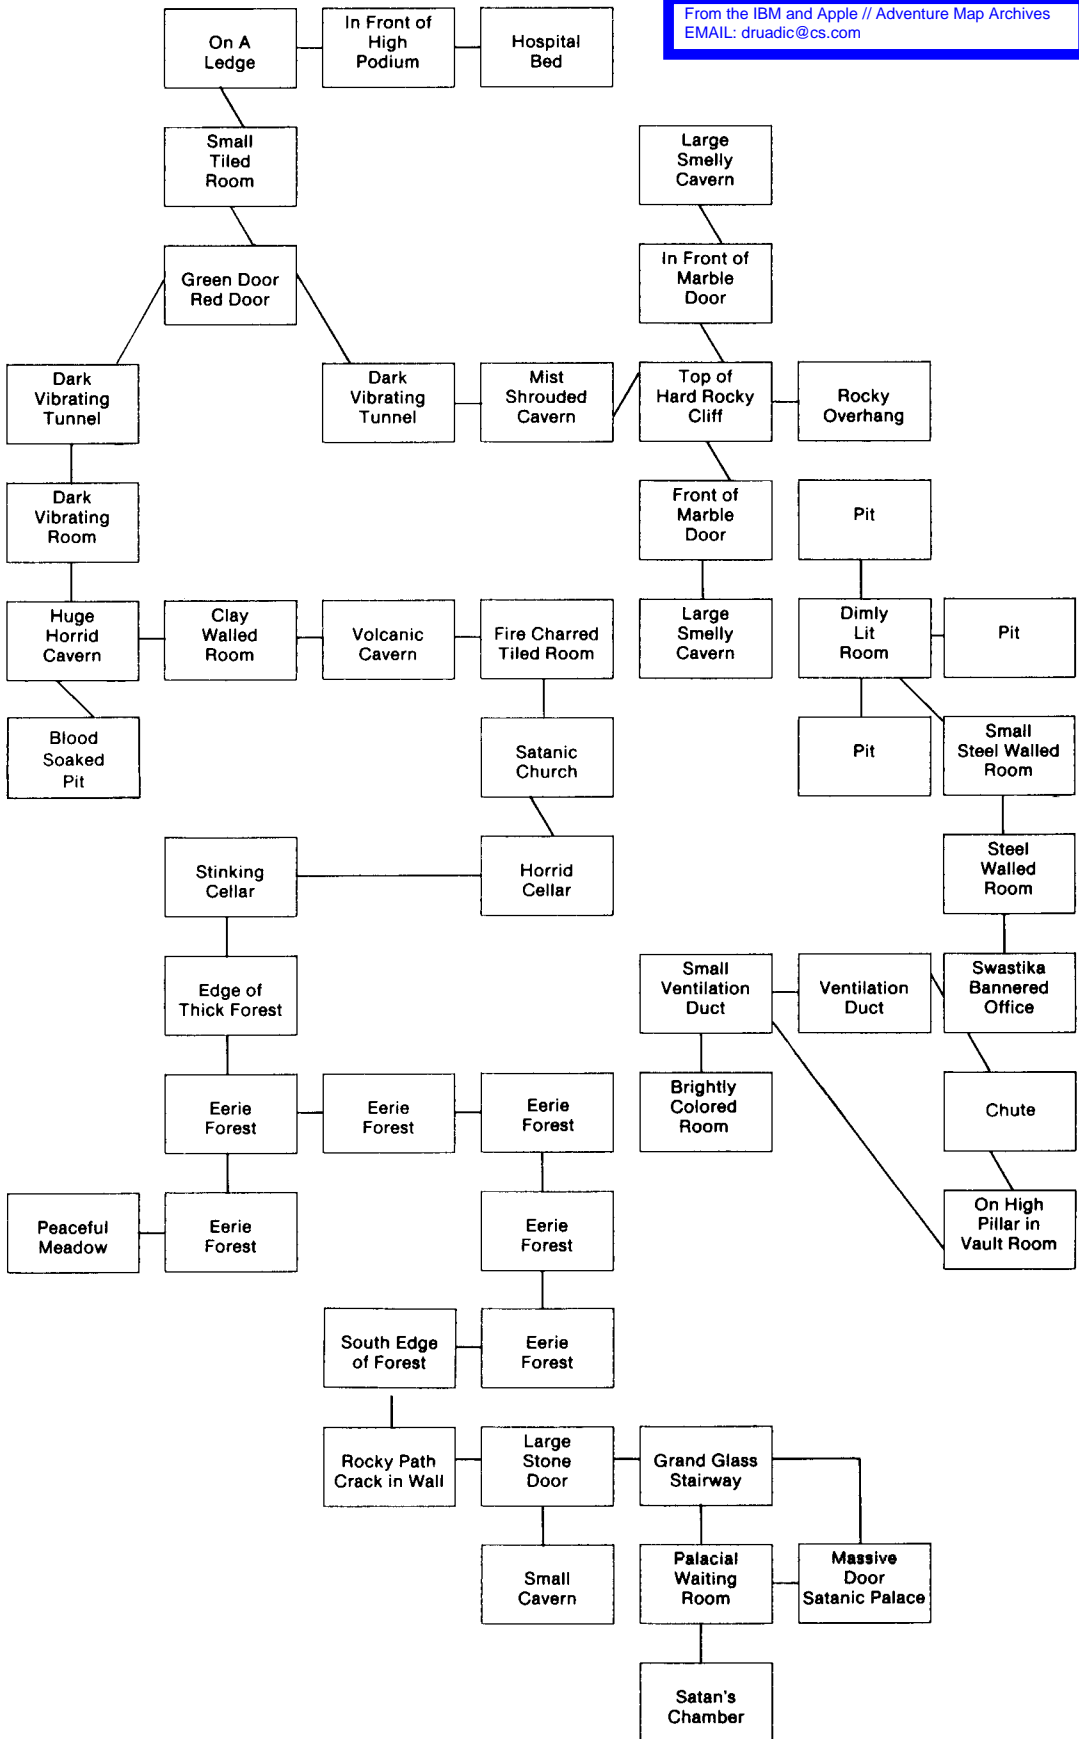 From the IBM and Apple // Adventure Map Archives
EMAIL: druadic@cs.com
On A
Ledge
In Front of
High
Podium
Hospital
Bed
Small
Tiled
Room
Large
Smelly
Cavern
Green Door
Red Door
In Front of
Marble
Door
Dark
Vibrating
Tunnel
Dark
Vibrating
Tunnel
Mist
Shrouded
Cavern
Top of
Hard Rocky
Cliff
Rocky
Overhang
Dark
Vibrating
Room
Front of
Marble
Door
Pit
Huge
Horrid
Cavern
Clay
Walled
Room
Volcanic
Cavern
Fire Charred
Tiled Room
Large
Smelly
Cavern
Dimly
Lit
Room
Pit
Blood
Soaked
Pit
Satanic
Church
Pit
Small
Steel Walled
Room
Stinking
Cellar
Horrid
Cellar
Steel
Walled
Room
Edge of
Thick Forest
Small
Ventilation
Duct
Ventilation
Duct
Swastika
Bannered
Office
Eerie
Forest
Eerie
Forest
Eerie
Forest
Brightly
Colored
Room
Chute
Peaceful
Meadow
Eerie
Forest
Eerie
Forest
On High
Pillar in
Vault Room
South Edge
of Forest
Eerie
Forest
Rocky Path
Crack in Wall
Large
Stone
Door
Grand Glass
Stairway
Small
Cavern
Palacial
Waiting
Room
Massive
Door
Satanic Palace
Satan's
Chamber